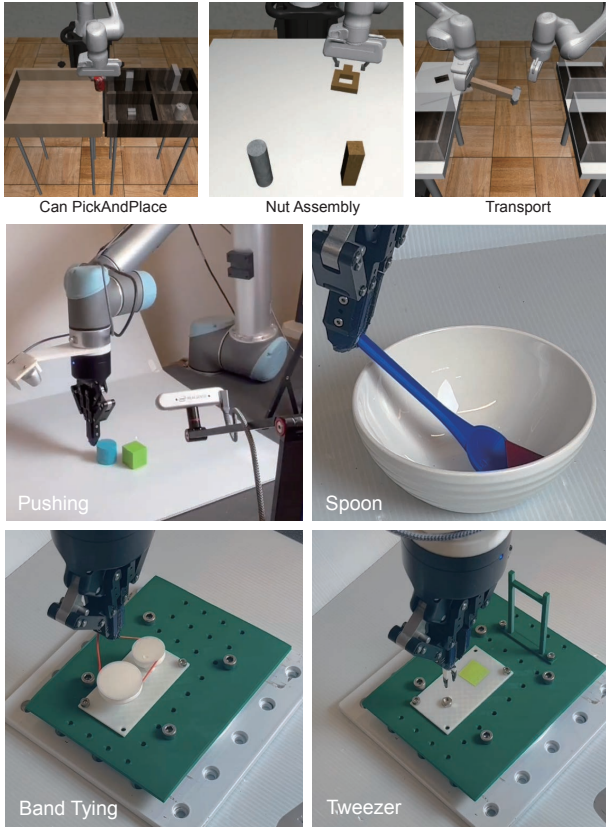 Can PickAndPlace
Nut Assembly
Transport
Pushing
Spoon
Band Tying
Tweezer